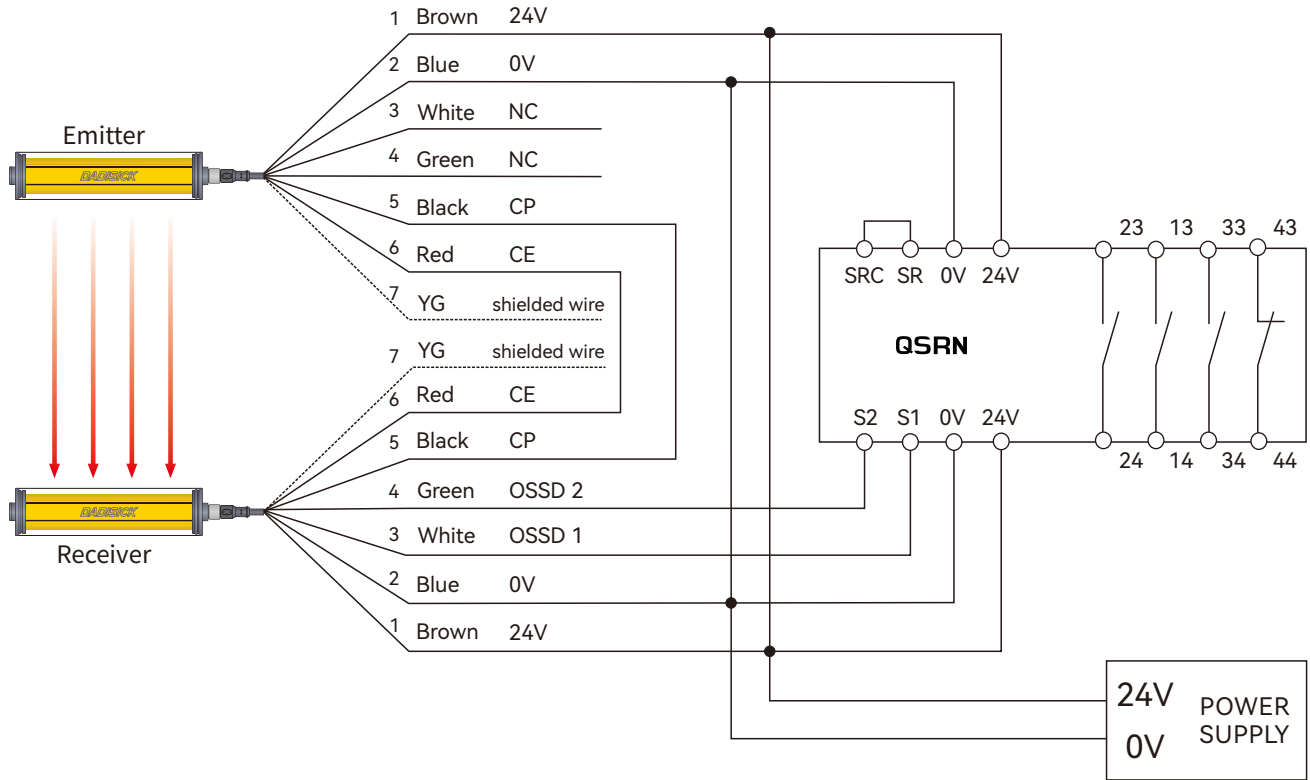 1 Brown 24V
2 Blue 0V
3 White NC
4 Green NC
5 Black CP
6 Red CE
7 YG shielded wire
Emitter
DADISICK
7 YG shielded wire
6 Red CE
5 Black CP
4 Green OSSD 2
3 White OSSD 1
2 Blue 0V
1 Brown 24V
DADISICK
Receiver
23 13 33 43
SRC SR 0V 24V
QSRN
S2 S1 0V 24V
24 14 34 44
24V
0V
POWER
SUPPLY